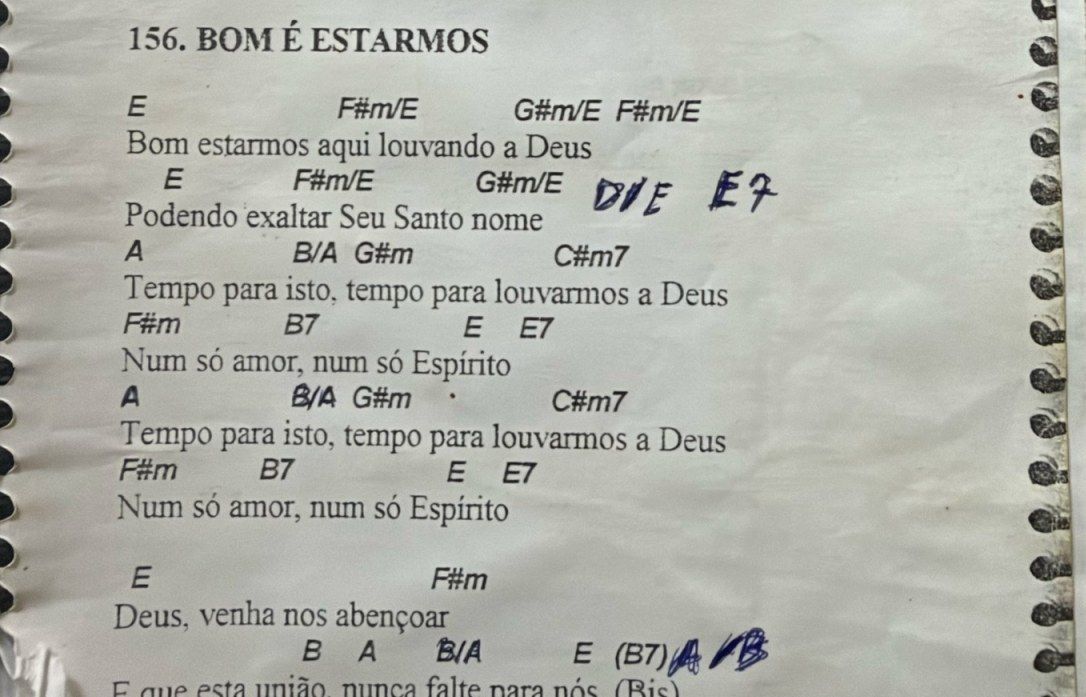 156. BOM É ESTARMOS
E F#m/E G#m/E F#m/E
Bom estarmos aqui louvando a Deus
E F#m/E G#m/E D/E E7
Podendo exaltar Seu Santo nome
A B/A G#m C#m7
Tempo para isto, tempo para louvarmos a Deus
F#m B7 E E7
Num só amor, num só Espírito
A B/A G#m C#m7
Tempo para isto, tempo para louvarmos a Deus
F#m B7 E E7
Num só amor, num só Espírito
E F#m
Deus, venha nos abençoar
B A B/A E (B7) A/B
E que esta união, nunca falte para nós. (Bis)